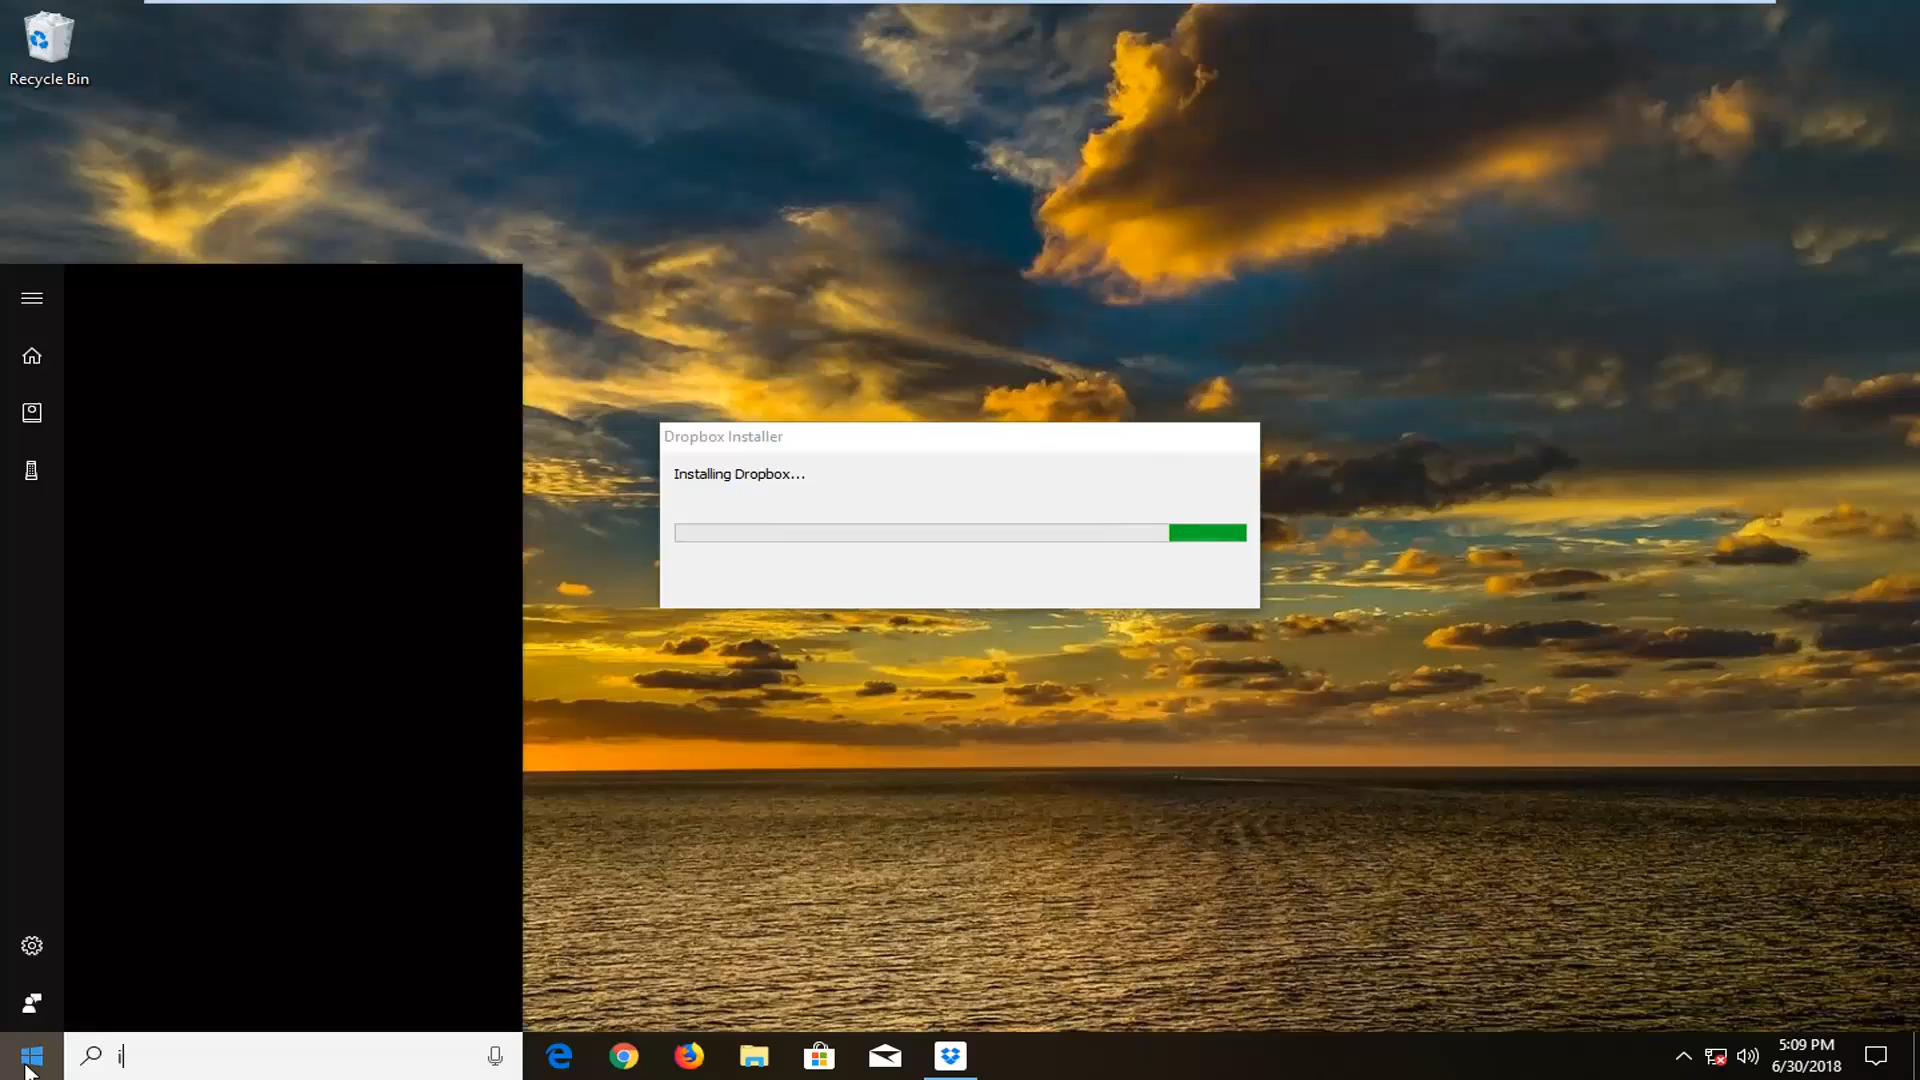 Recycle Bin
Dropbox Installer
Installing Dropbox...
i
5:09 PM
6/30/2018